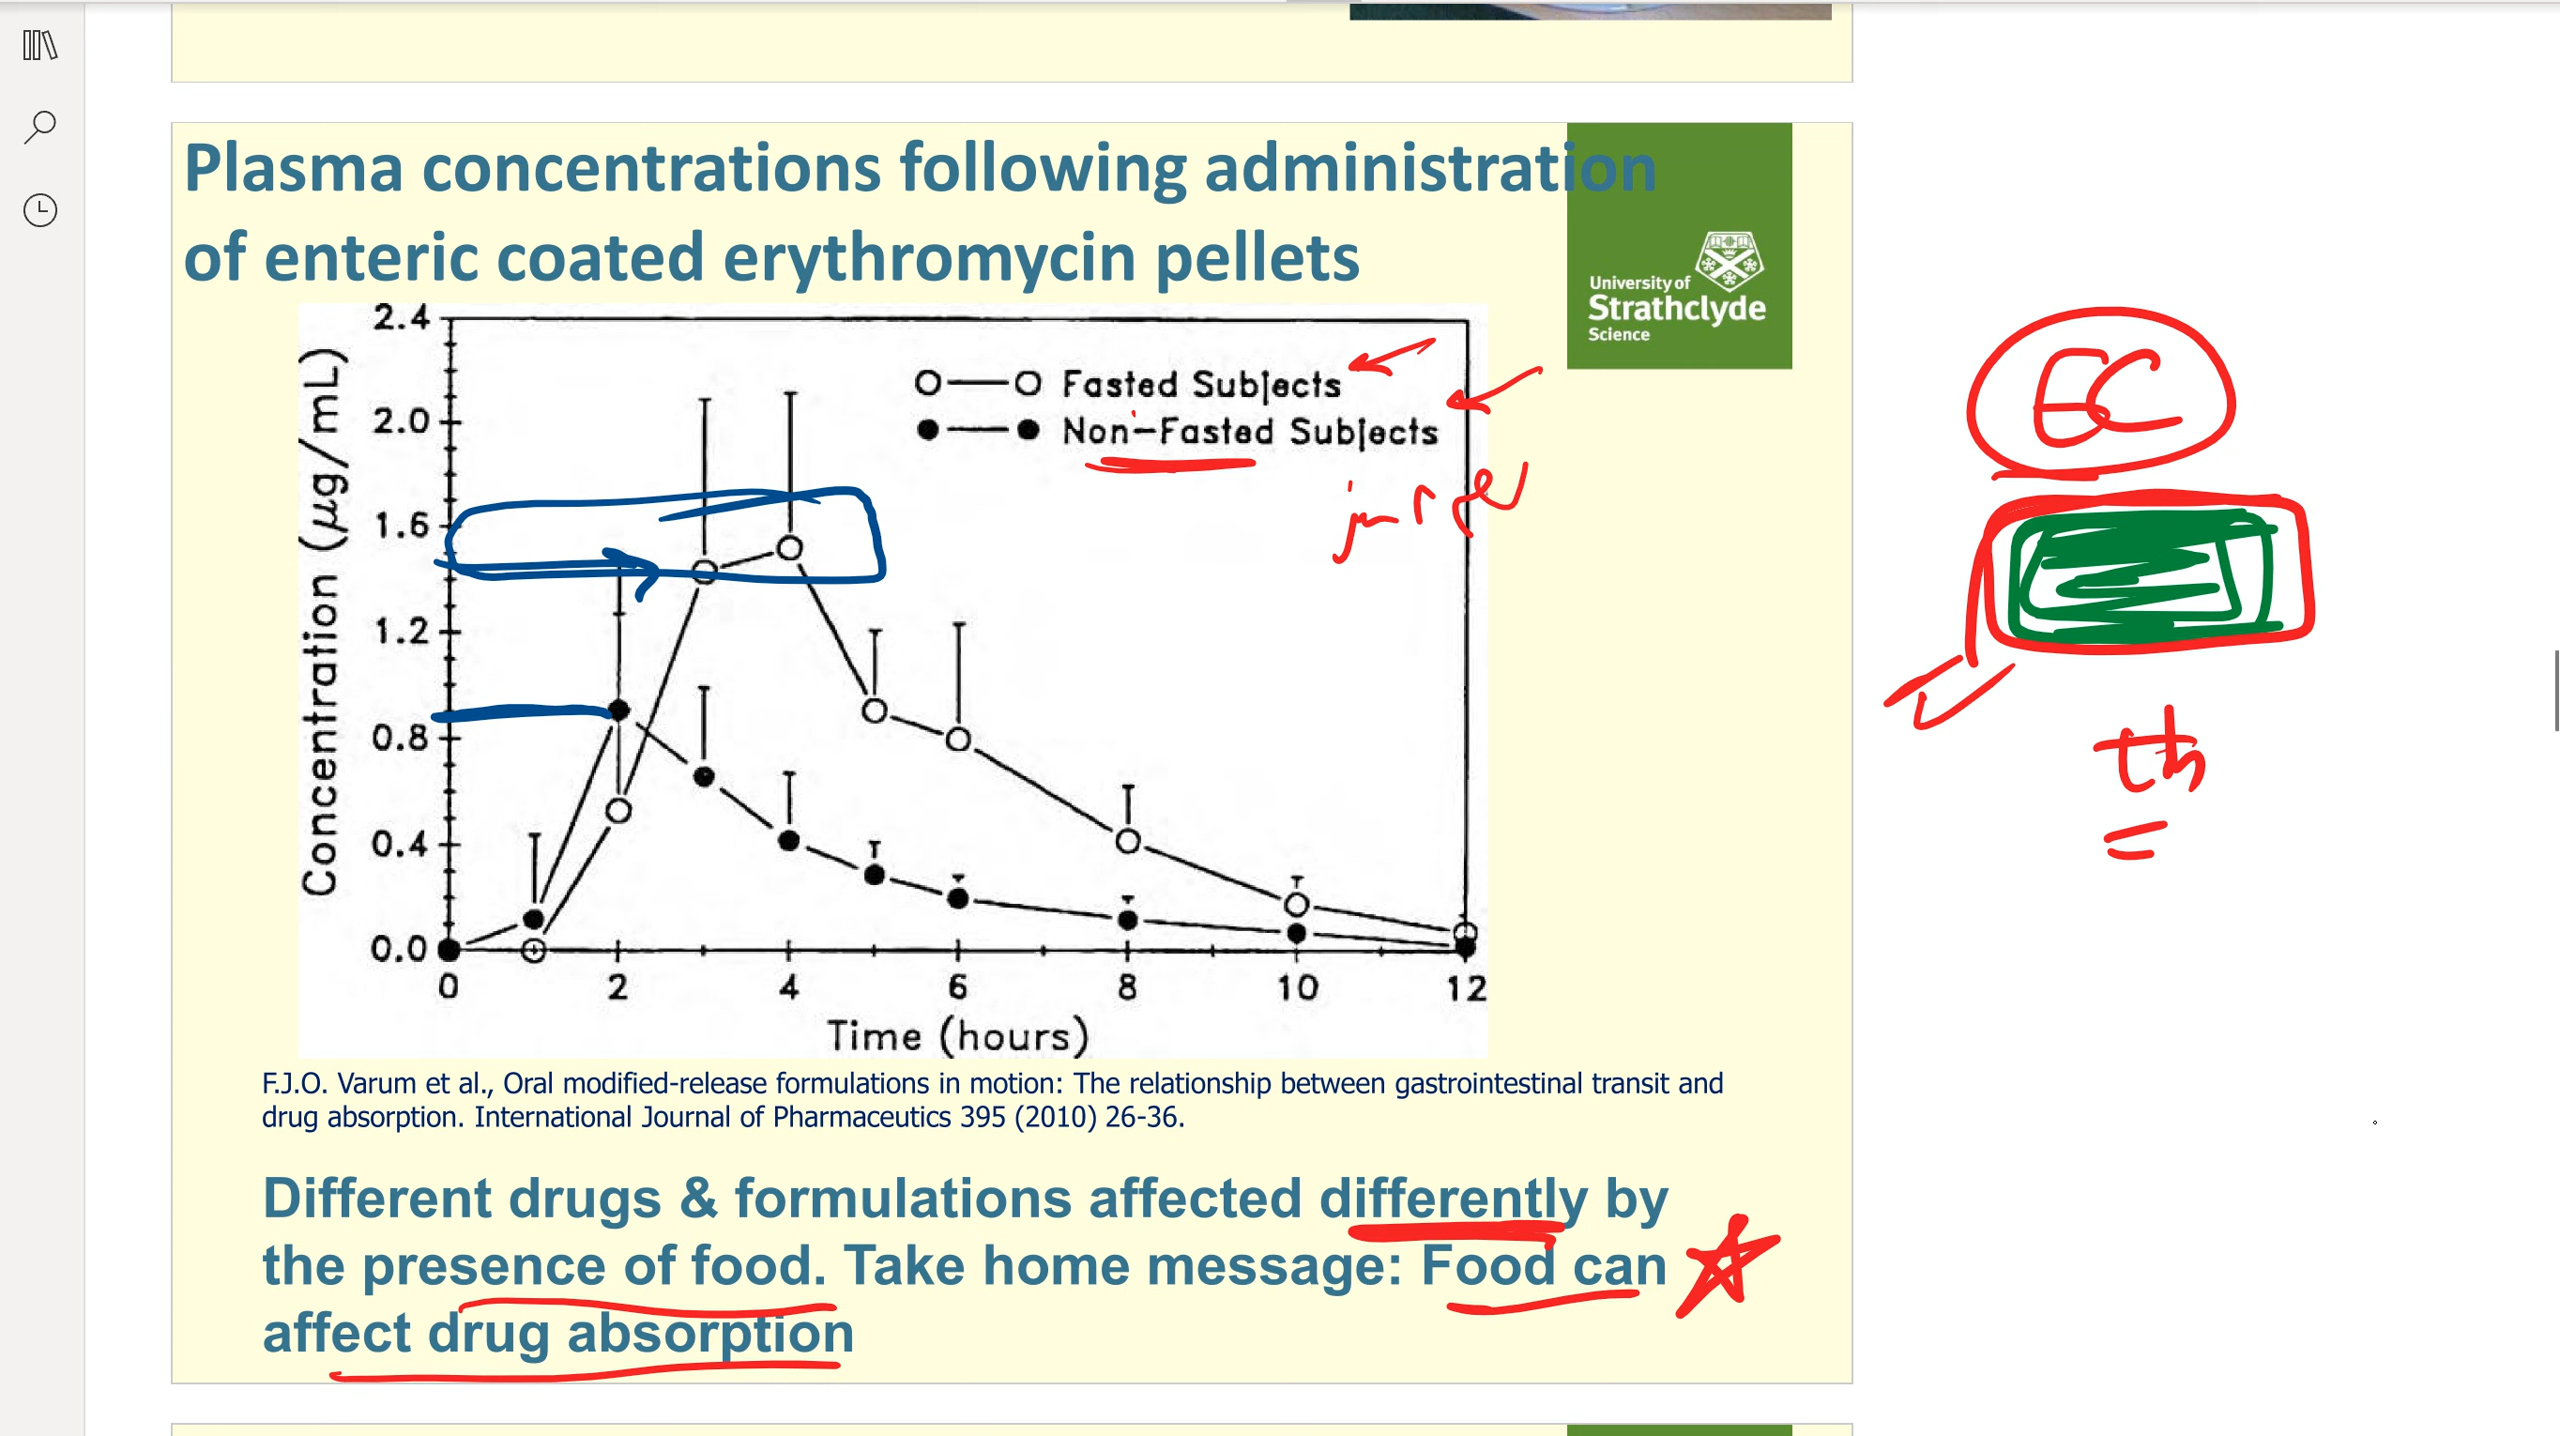 Plasma concentrations following administration
of enteric coated erythromycin pellets
University of
Strathclyde
Science
2.4
2.0
1.6
1.2
0.8
0.4
0.0
Concentration (µg/mL)
Fasted Subjects
Non-Fasted Subjects
0 2 4 6 8 10 12
Time (hours)
EC
F.J.O. Varum et al., Oral modified-release formulations in motion: The relationship between gastrointestinal transit and
drug absorption. International Journal of Pharmaceutics 395 (2010) 26-36.
Different drugs & formulations affected differently by
the presence of food. Take home message: Food can
affect drug absorption